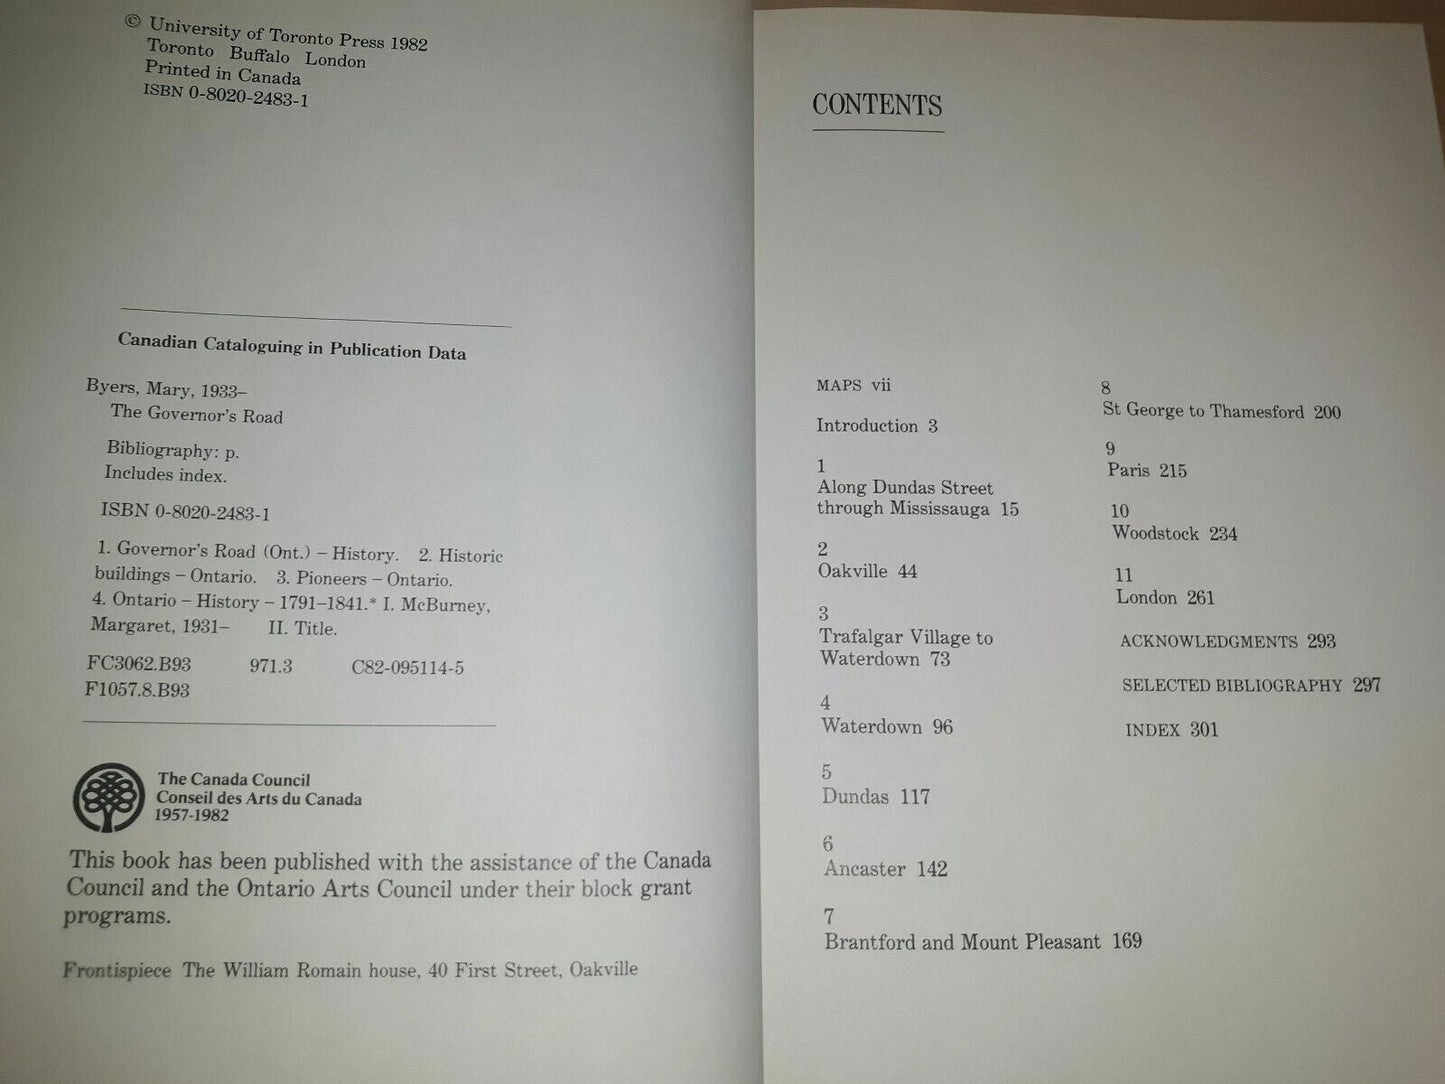 © University of Toronto Press 1982
Toronto Buffalo London
Printed in Canada
ISBN 0-8020-2483-1
Canadian Cataloguing in Publication Data
Byers, Mary, 1933–
The Governor's Road
Bibliography: p.
Includes index.
ISBN 0-8020-2483-1
1. Governor's Road (Ont.) – History. 2. Historic
buildings – Ontario. 3. Pioneers – Ontario.
4. Ontario – History – 1791–1841.* I. McBurney,
Margaret, 1931– II. Title.
FC3062.B93 971.3 C82-095114-5
F1057.8.B93
The Canada Council
Conseil des Arts du Canada
1957-1982
This book has been published with the assistance of the Canada
Council and the Ontario Arts Council under their block grant
programs.
Frontispiece The William Romain house, 40 First Street, Oakville
CONTENTS
MAPS vii
Introduction 3
1
Along Dundas Street
through Mississauga 15
2
Oakville 44
3
Trafalgar Village to
Waterdown 73
4
Waterdown 96
5
Dundas 117
6
Ancaster 142
7
Brantford and Mount Pleasant 169
8
St George to Thamesford 200
9
Paris 215
10
Woodstock 234
11
London 261
ACKNOWLEDGMENTS 293
SELECTED BIBLIOGRAPHY 297
INDEX 301